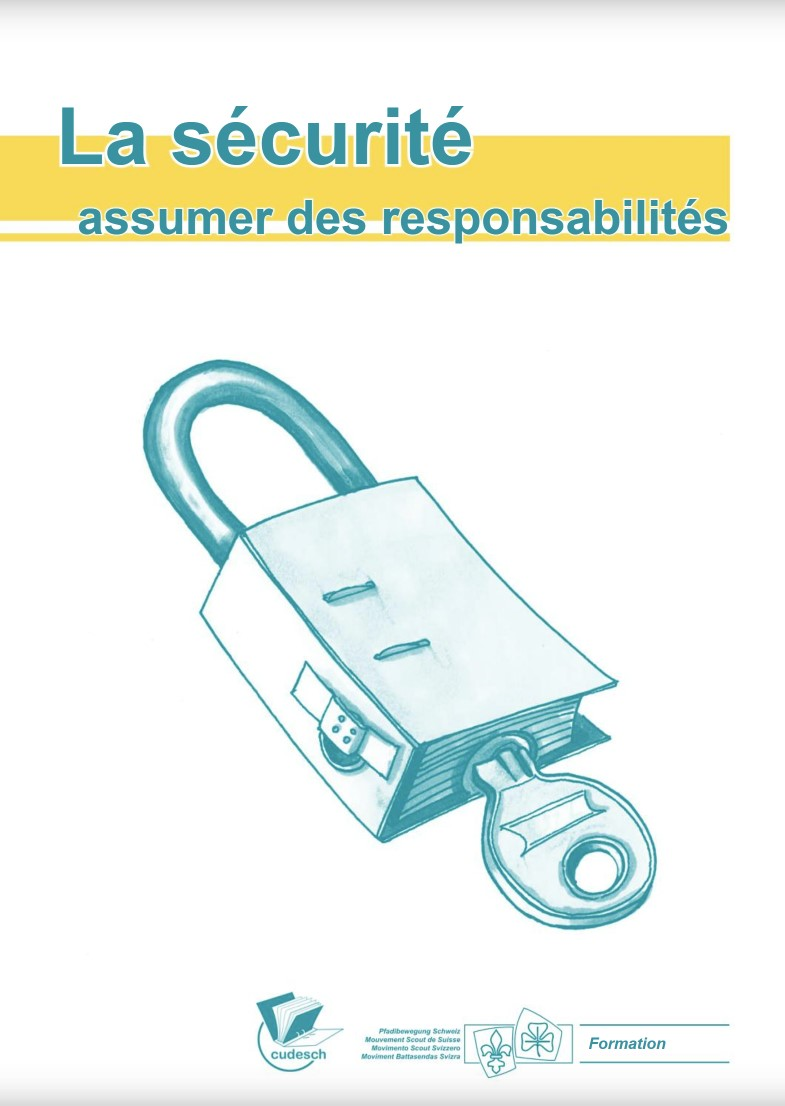 La sécurité
assumer des responsabilités
cudesch
Pfadibewegung Schweiz
Mouvement Scout de Suisse
Movimento Scout Svizzero
Moviment Battasendas Svizra
Formation